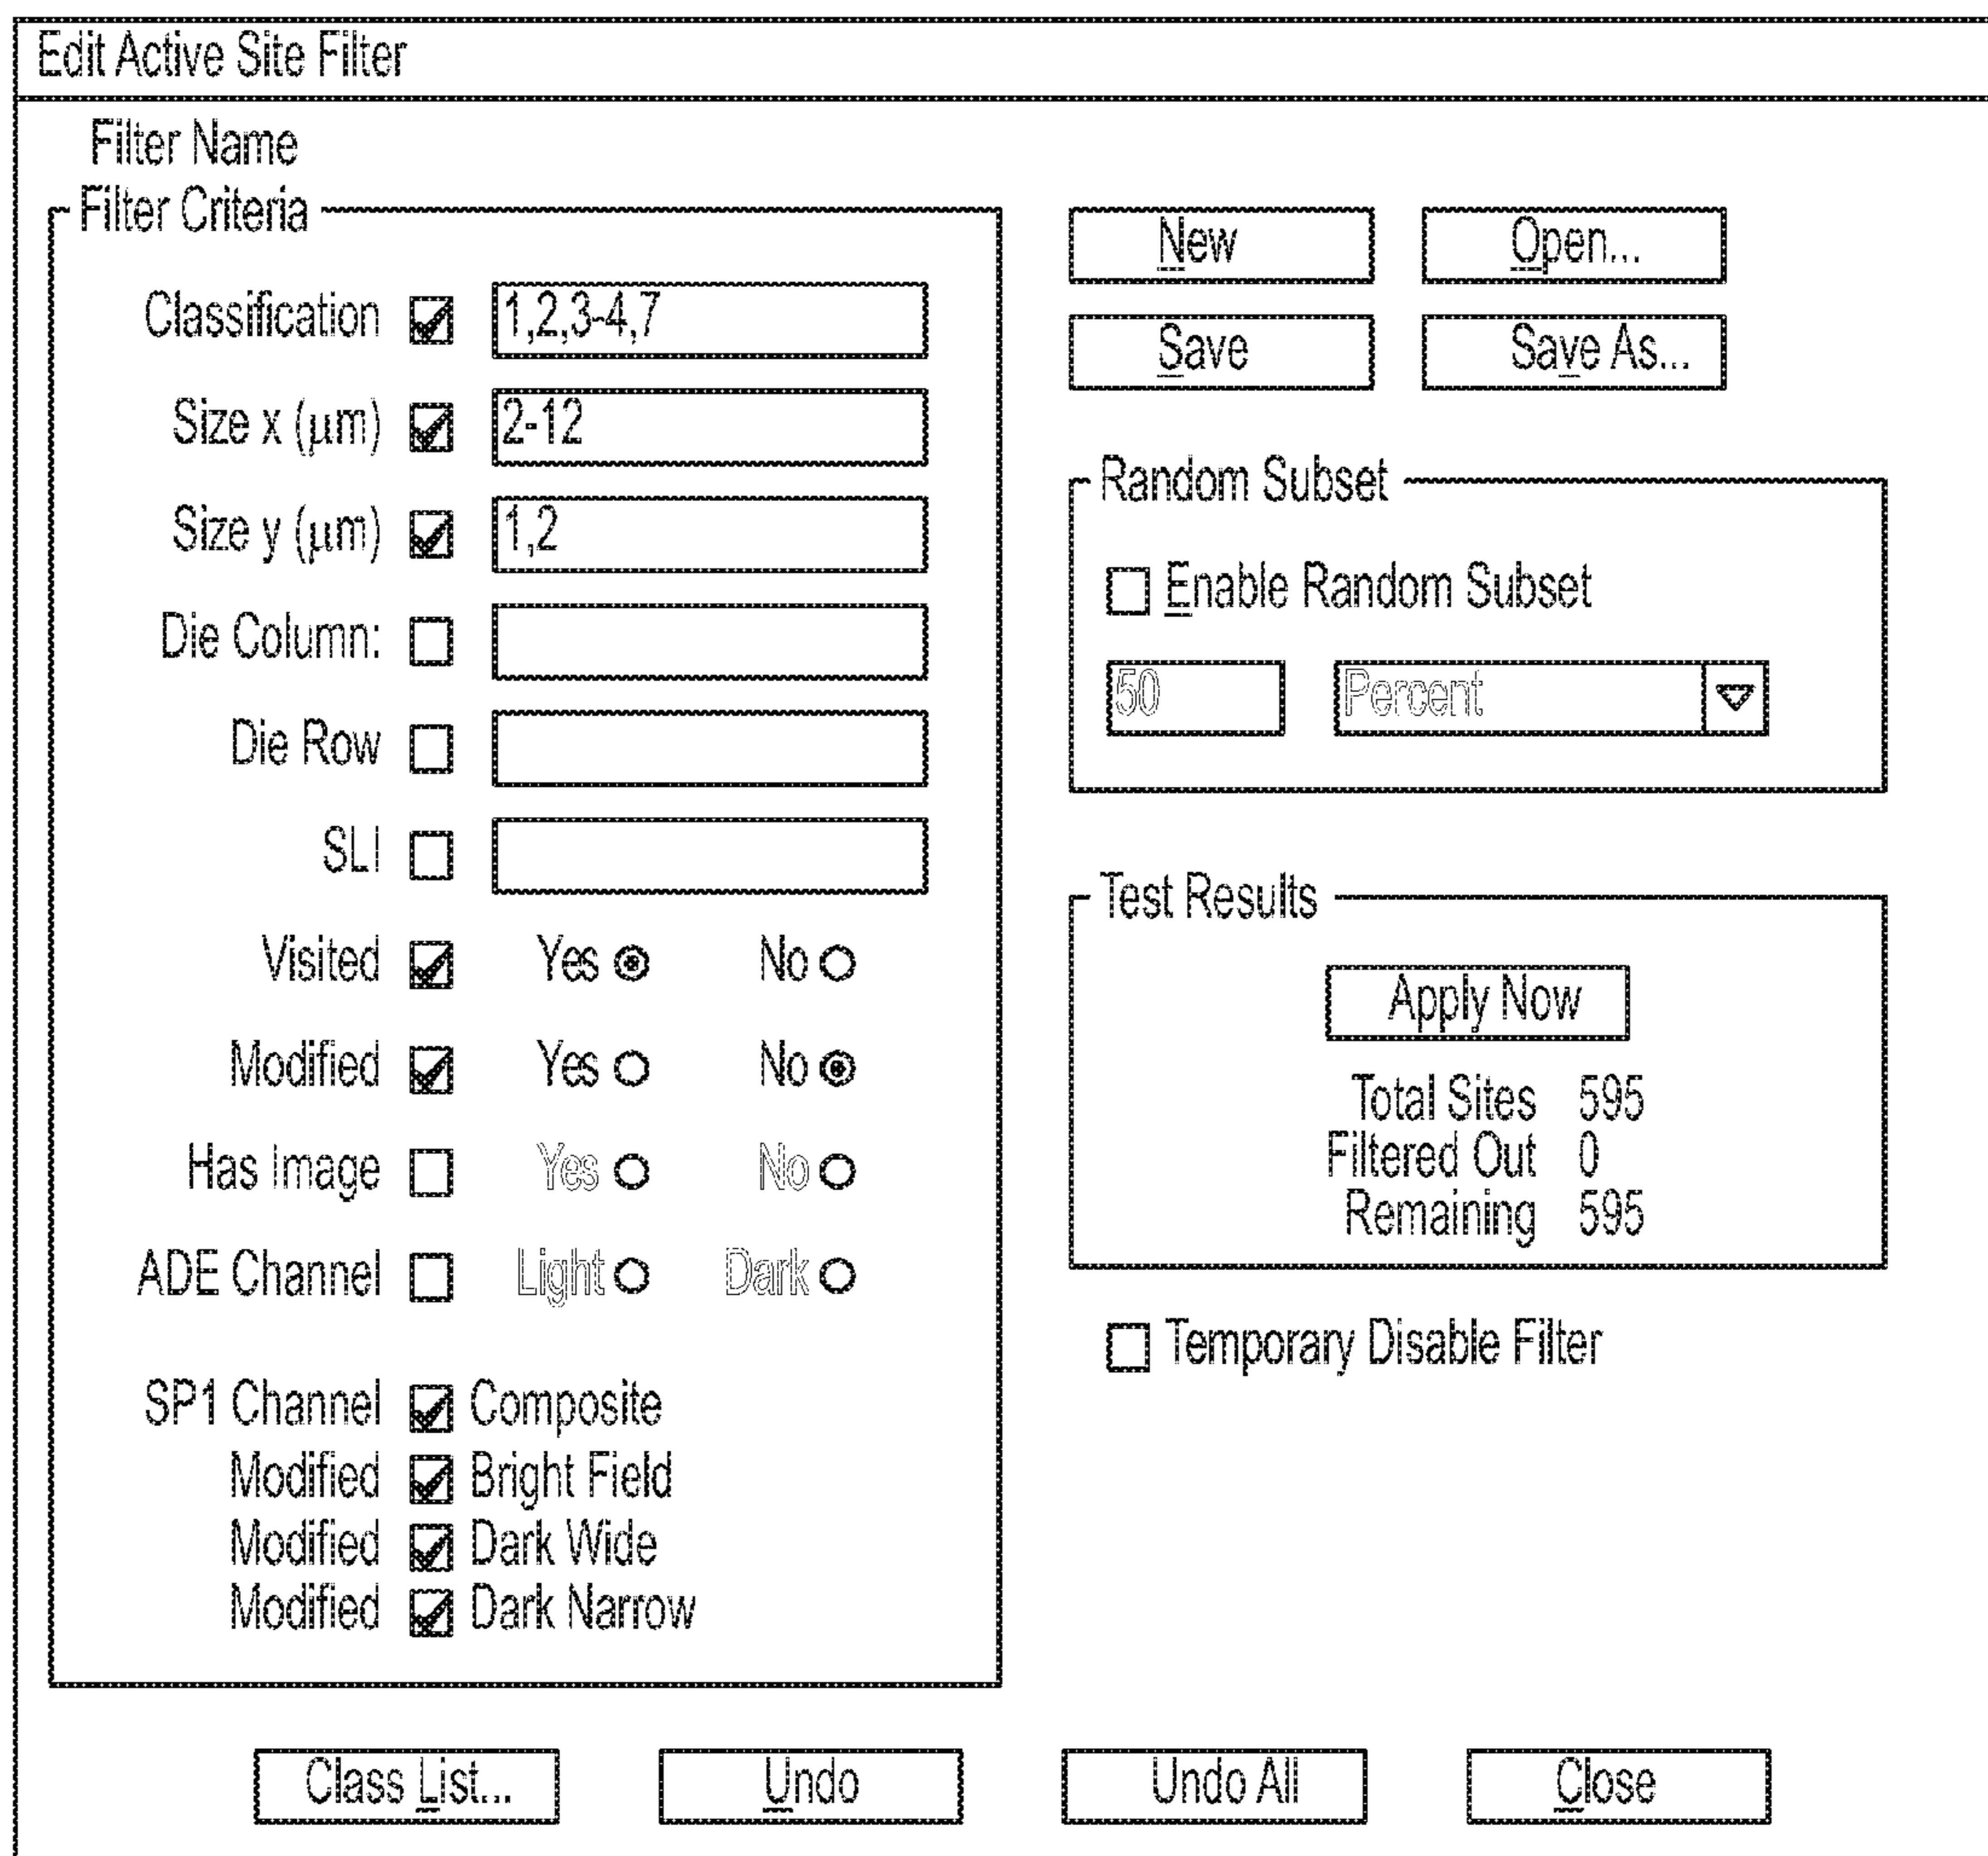 Edit Active Site Filter
Filter Name
Filter Criteria
Classification 1,2,3-4,7
Size x (μm) 2-12
Size y (μm) 1,2
Die Column:
Die Row
SLI
Visited Yes No
Modified Yes No
Has Image Yes No
ADE Channel Light Dark
SP1 Channel Composite
Modified Bright Field
Modified Dark Wide
Modified Dark Narrow
New Open...
Save Save As...
Random Subset
Enable Random Subset
50 Percent
Test Results
Apply Now
Total Sites 595
Filtered Out 0
Remaining 595
Temporary Disable Filter
Class List... Undo Undo All Close